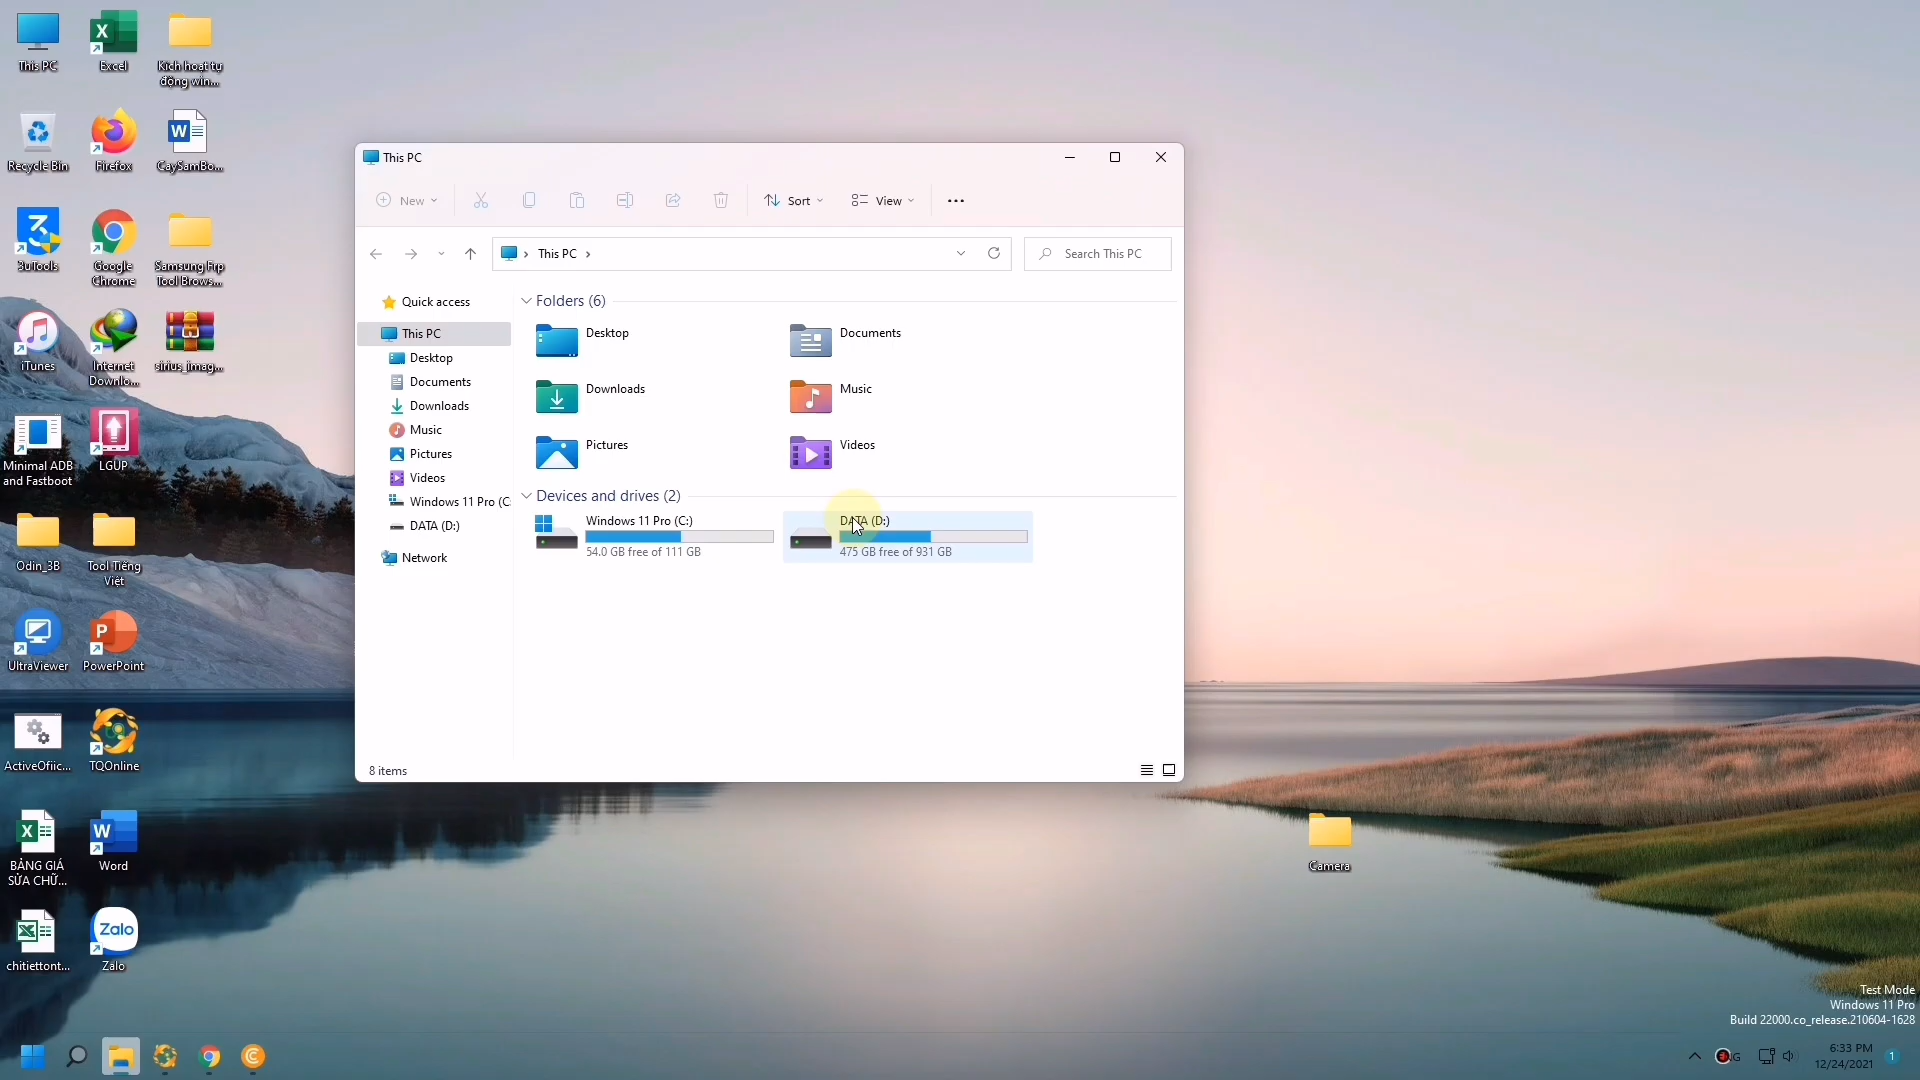 This PC
Excel
Kích hoạt tự
động win...
Recycle Bin
Firefox
CaySamBo...
3uTools
Google
Chrome
Samsung Frp
Tool Brows...
iTunes
Internet
Downlo...
sirius_imag...
Minimal ADB
and Fastboot
LGUP
Odin_3B
Tool Tiếng
Việt
UltraViewer
PowerPoint
ActiveOfiic...
TQOnline
BẢNG GIÁ
SỬA CHỮ...
Word
chitiettont...
Zalo
Zalo
This PC
New
Sort
View
This PC
Search This PC
Quick access
This PC
Desktop
Documents
Downloads
Music
Pictures
Videos
Windows 11 Pro (C:
DATA (D:)
Network
Folders (6)
Desktop
Documents
Downloads
Music
Pictures
Videos
Devices and drives (2)
Windows 11 Pro (C:)
54.0 GB free of 111 GB
DATA (D:)
475 GB free of 931 GB
8 items
Camera
Test Mode
Windows 11 Pro
Build 22000.co_release.210604-1628
6:33 PM
12/24/2021
1